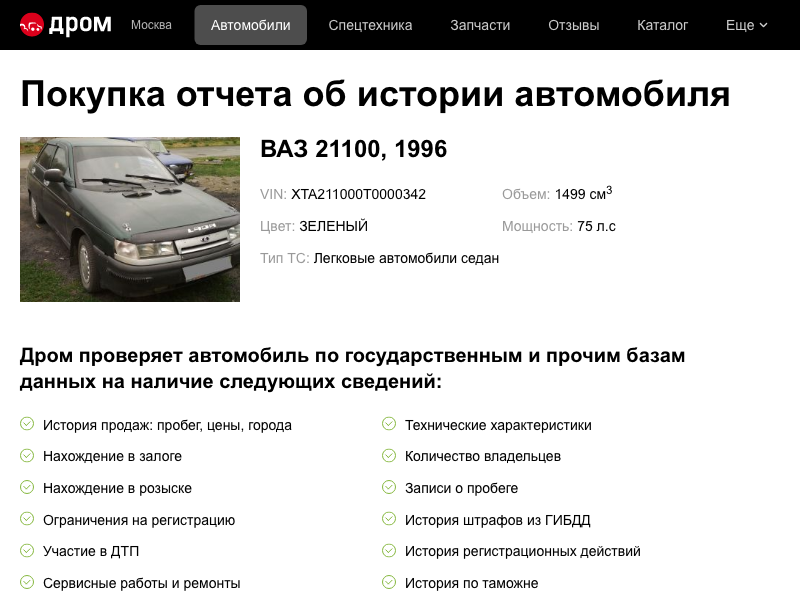 дром Москва Автомобили Спецтехника Запчасти Отзывы Каталог Еще
Покупка отчета об истории автомобиля
LADA
ВАЗ 21100, 1996
VIN: XTA211000T0000342 Объем: 1499 см3
Цвет: ЗЕЛЕНЫЙ Мощность: 75 л.с
Тип ТС: Легковые автомобили седан
Дром проверяет автомобиль по государственным и прочим базам
данных на наличие следующих сведений:
История продаж: пробег, цены, города Технические характеристики
Нахождение в залоге Количество владельцев
Нахождение в розыске Записи о пробеге
Ограничения на регистрацию История штрафов из ГИБДД
Участие в ДТП История регистрационных действий
Сервисные работы и ремонты История по таможне